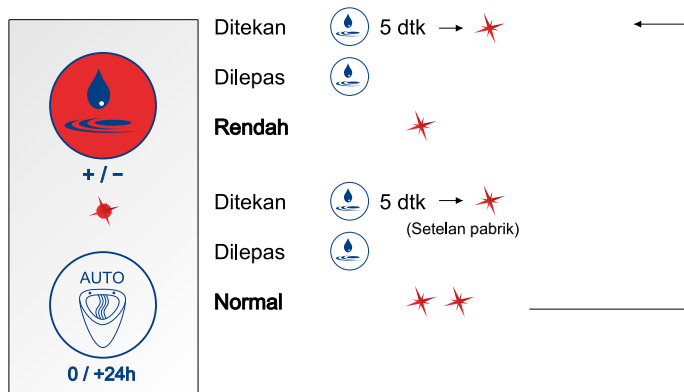 Ditekan 5 dtk
Dilepas
Rendah
+ / −
Ditekan 5 dtk
(Setelan pabrik)
Dilepas
AUTO
Normal
0 / +24h